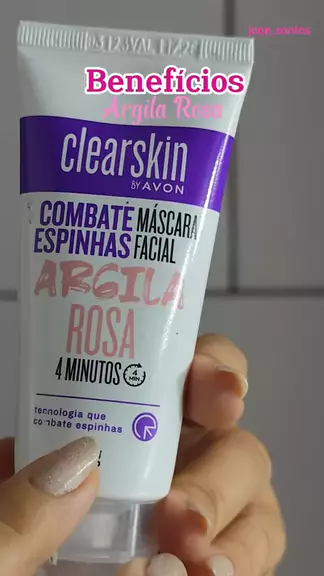 Benefícios
Argila Rosa
clearskin
BY AVON
COMBATE MÁSCARA
ESPINHAS FACIAL
ARGILA
ROSA
4 MINUTOS 4 MIN
tecnologia que
combate espinhas